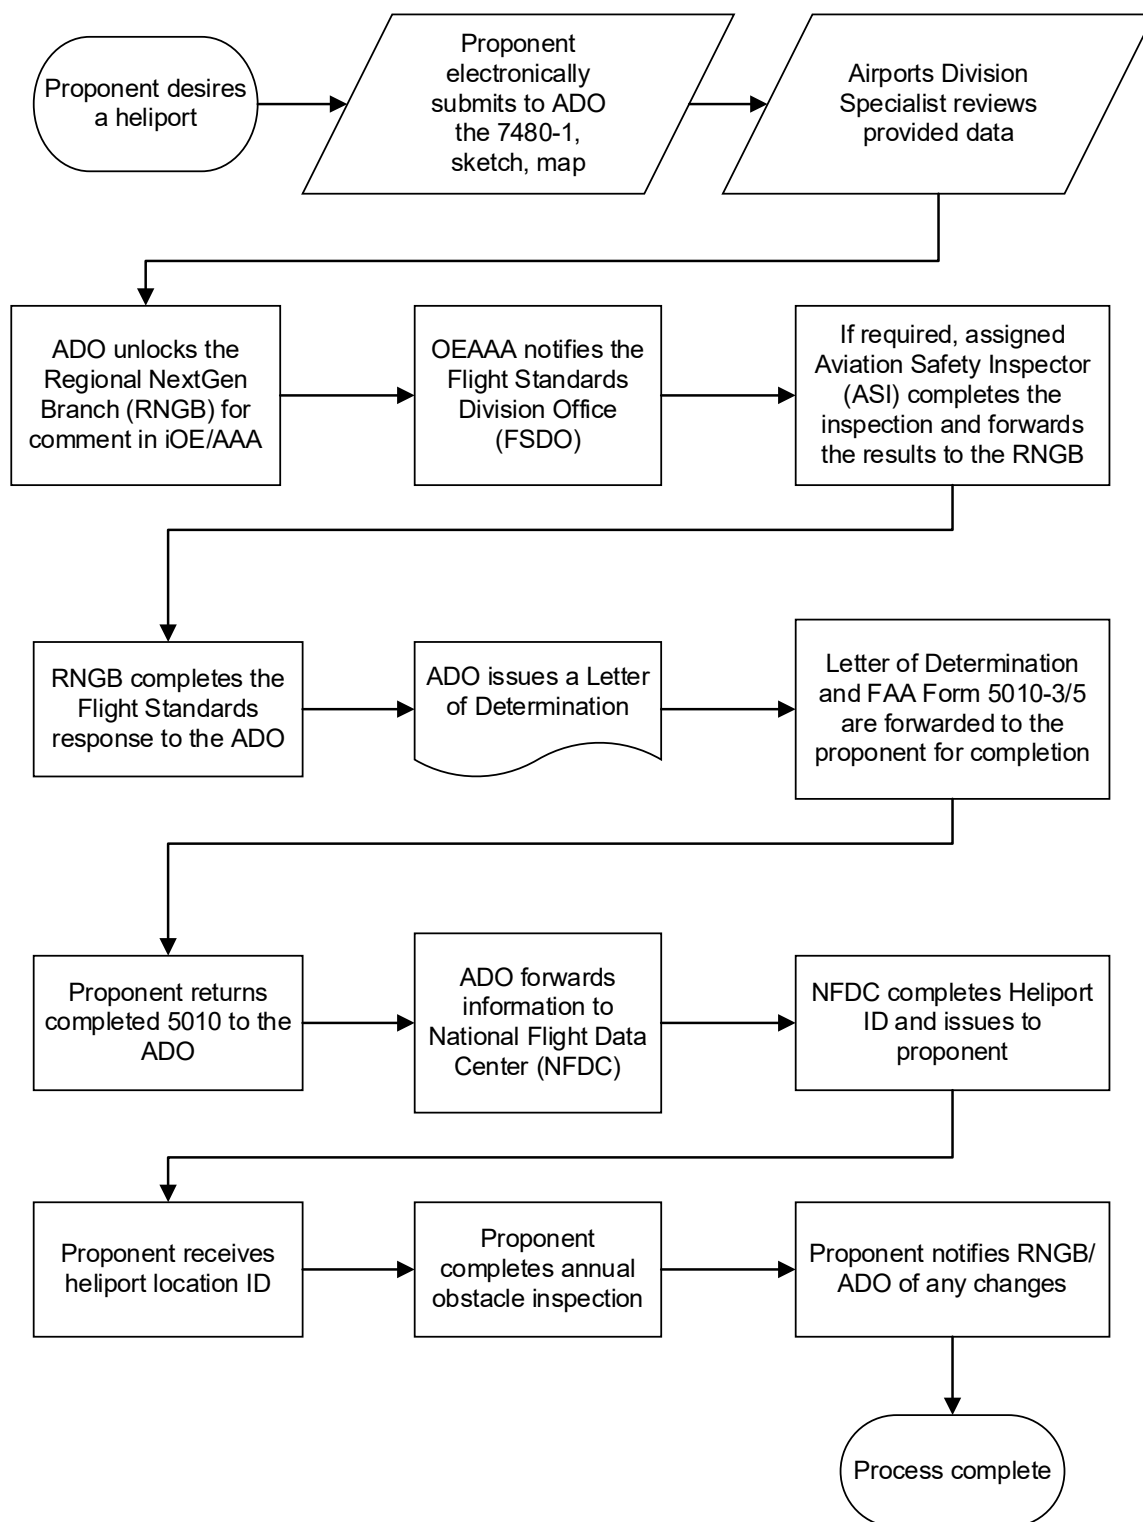 Proponent desires
a heliport
Proponent
electronically
submits to ADO
the 7480-1,
sketch, map
Airports Division
Specialist reviews
provided data
ADO unlocks the
Regional NextGen
Branch (RNGB) for
comment in iOE/AAA
OEAAA notifies the
Flight Standards
Division Office
(FSDO)
If required, assigned
Aviation Safety Inspector
(ASI) completes the
inspection and forwards
the results to the RNGB
RNGB completes the
Flight Standards
response to the ADO
ADO issues a Letter
of Determination
Letter of Determination
and FAA Form 5010-3/5
are forwarded to the
proponent for completion
Proponent returns
completed 5010 to the
ADO
ADO forwards
information to
National Flight Data
Center (NFDC)
NFDC completes Heliport
ID and issues to
proponent
Proponent receives
heliport location ID
Proponent
completes annual
obstacle inspection
Proponent notifies RNGB/
ADO of any changes
Process complete